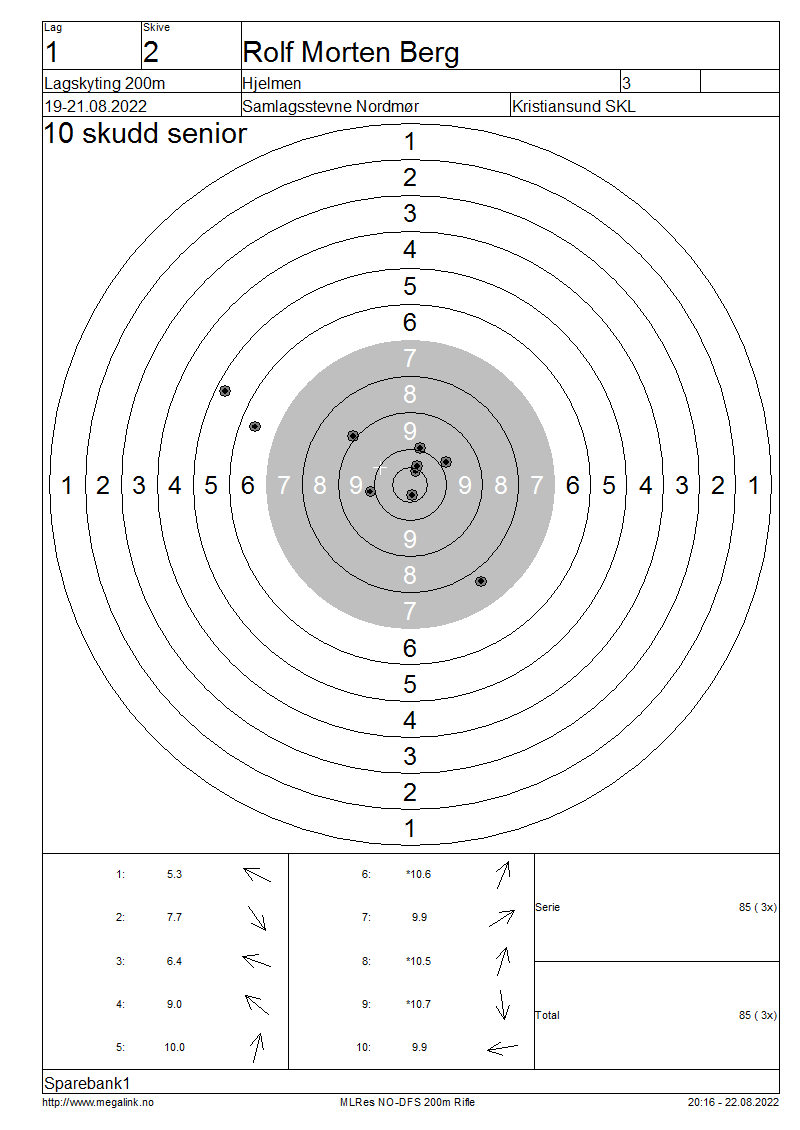 Lag Skive
1 2 Rolf Morten Berg
Lagskyting 200m Hjelmen 3
19-21.08.2022 Samlagsstevne Nordmør Kristiansund SKL
10 skudd senior
1
2
3
4
5
6
7
8
9
1 2 3 4 5 6 7 8 9 9 8 7 6 5 4 3 2 1
9
8
7
6
5
4
3
2
1
1: 5.3 6: *10.6
2: 7.7 7: 9.9
Serie 85 ( 3x)
3: 6.4 8: *10.5
4: 9.0 9: *10.7
Total 85 ( 3x)
5: 10.0 10: 9.9
Sparebank1
http://www.megalink.no MLRes NO-DFS 200m Rifle 20:16 - 22.08.2022